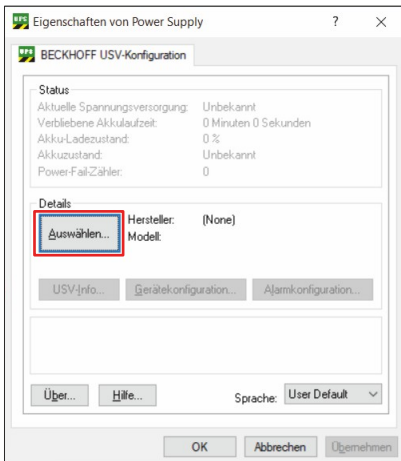 Eigenschaften von Power Supply ? ×
BECKHOFF USV-Konfiguration
Status
Aktuelle Spannungsversorgung: Unbekannt
Verbliebene Akkulaufzeit: 0 Minuten 0 Sekunden
Akku-Ladezustand: 0 %
Akkuzustand: Unbekannt
Power-Fail-Zähler: 0
Details
Auswählen... Hersteller: (None)
Modell:
USV-Info... Gerätekonfiguration... Alarmkonfiguration...
Über... Hilfe... Sprache: User Default
OK Abbrechen Übernehmen